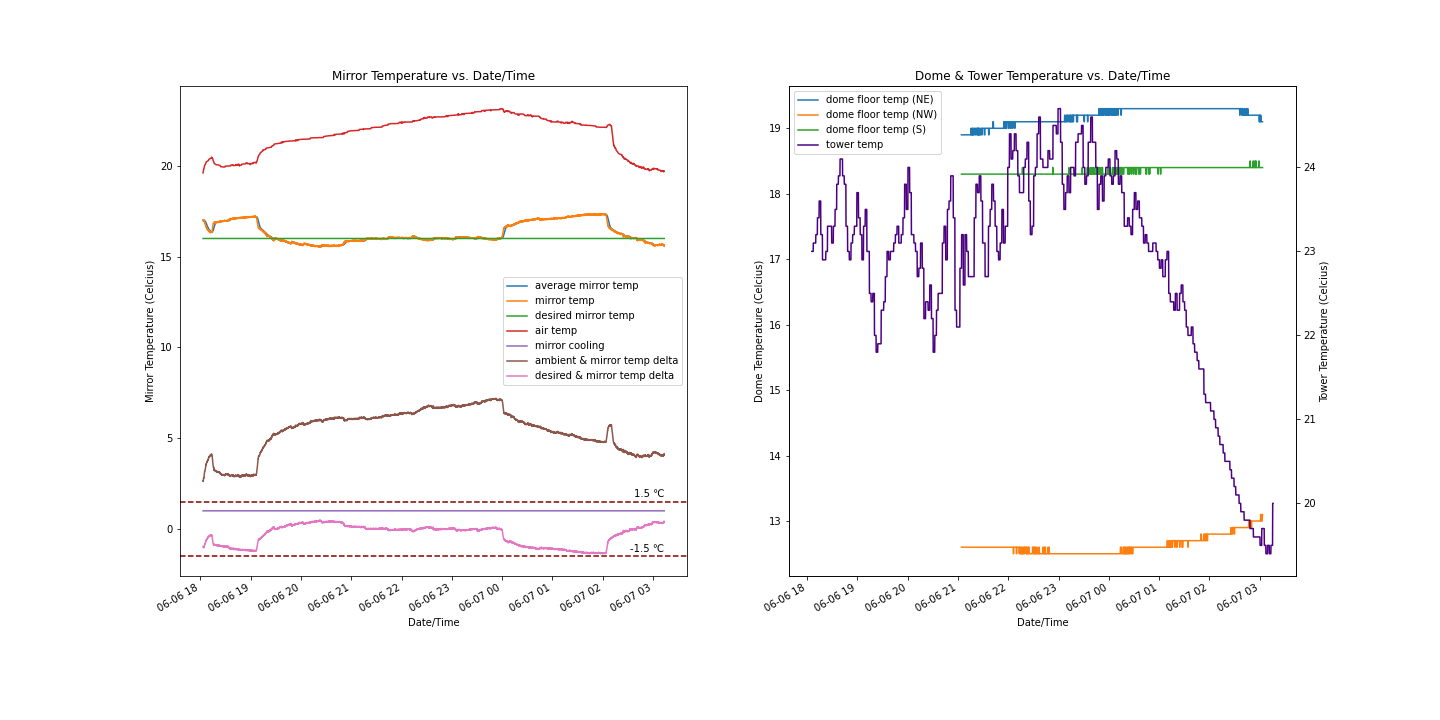 Mirror Temperature vs. Date/Time
Mirror Temperature (Celcius)
20
15
10
5
0
average mirror temp
mirror temp
desired mirror temp
air temp
mirror cooling
ambient & mirror temp delta
desired & mirror temp delta
1.5 °C
-1.5 °C
06-06 18
06-06 19
06-06 20
06-06 21
06-06 22
06-06 23
06-07 00
06-07 01
06-07 02
06-07 03
Date/Time
Dome & Tower Temperature vs. Date/Time
Dome Temperature (Celcius)
19
18
17
16
15
14
13
dome floor temp (NE)
dome floor temp (NW)
dome floor temp (S)
tower temp
24
23
22
21
20
Tower Temperature (Celcius)
06-06 18
06-06 19
06-06 20
06-06 21
06-06 22
06-06 23
06-07 00
06-07 01
06-07 02
06-07 03
Date/Time